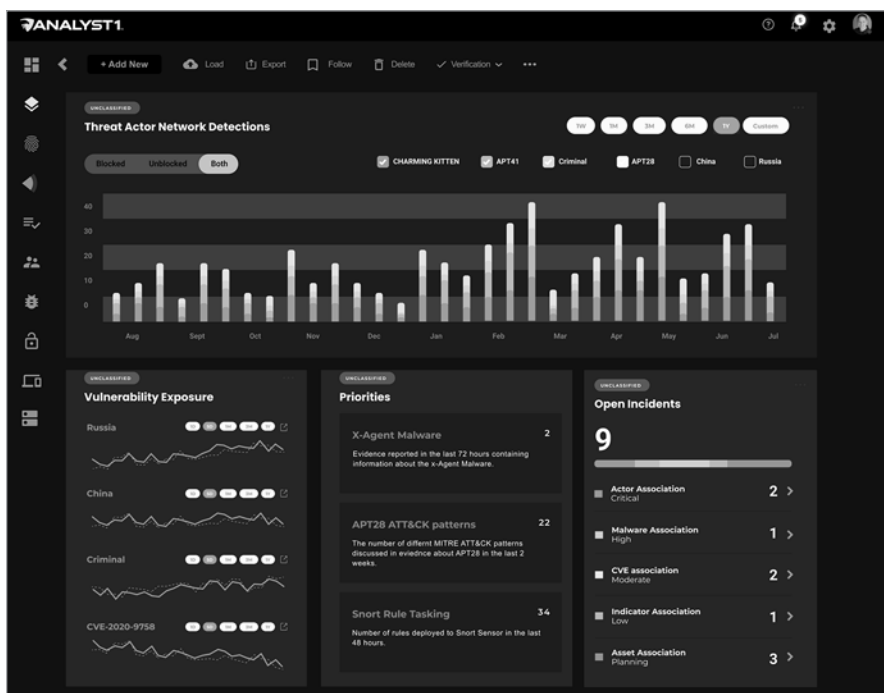 ANALYST1
5
+ Add New
Load
Export
Follow
Delete
Verification
UNCLASSIFIED
Threat Actor Network Detections
1W
1M
3M
6M
1Y
Custom
Blocked
Unblocked
Both
CHARMING KITTEN
APT41
Criminal
APT28
China
Russia
40
30
20
10
0
Aug
Sept
Oct
Nov
Dec
Jan
Feb
Mar
Apr
May
Jun
Jul
UNCLASSIFIED
Vulnerability Exposure
Russia
China
Criminal
CVE-2020-9758
UNCLASSIFIED
Priorities
X-Agent Malware
2
Evidence reported in the last 72 hours containing
information about the x-Agent Malware.
APT28 ATT&CK patterns
22
The number of differnt MITRE ATT&CK patterns
discussed in eviednce about APT28 in the last 2
weeks.
Snort Rule Tasking
34
Number of rules deployed to Snort Sensor in the last
48 hours.
UNCLASSIFIED
Open Incidents
9
Actor Association
Critical
2
Malware Association
High
1
CVE association
Moderate
2
Indicator Association
Low
1
Asset Association
Planning
3